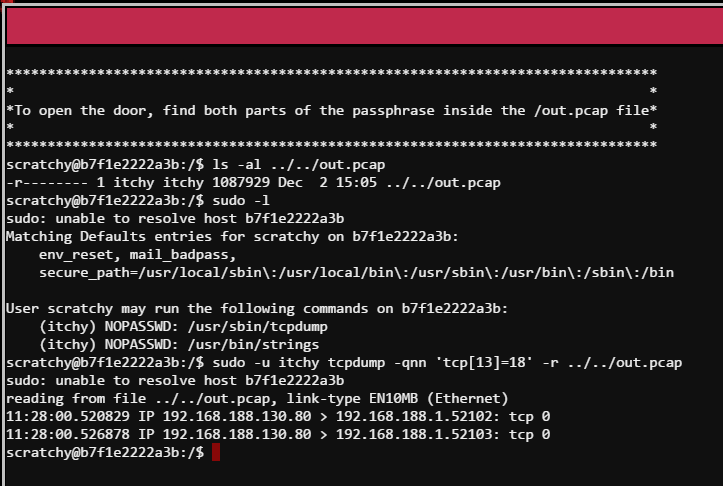 *******************************************************************************
*                                                                             *
*To open the door, find both parts of the passphrase inside the /out.pcap file*
*                                                                             *
*******************************************************************************
scratchy@b7f1e2222a3b:/$ ls -al ../../out.pcap
-r-------- 1 itchy itchy 1087929 Dec  2 15:05 ../../out.pcap
scratchy@b7f1e2222a3b:/$ sudo -l
sudo: unable to resolve host b7f1e2222a3b
Matching Defaults entries for scratchy on b7f1e2222a3b:
    env_reset, mail_badpass,
    secure_path=/usr/local/sbin\:/usr/local/bin\:/usr/sbin\:/usr/bin\:/sbin\:/bin

User scratchy may run the following commands on b7f1e2222a3b:
    (itchy) NOPASSWD: /usr/sbin/tcpdump
    (itchy) NOPASSWD: /usr/bin/strings
scratchy@b7f1e2222a3b:/$ sudo -u itchy tcpdump -qnn 'tcp[13]=18' -r ../../out.pcap
sudo: unable to resolve host b7f1e2222a3b
reading from file ../../out.pcap, link-type EN10MB (Ethernet)
11:28:00.520829 IP 192.168.188.130.80 > 192.168.188.1.52102: tcp 0
11:28:00.526878 IP 192.168.188.130.80 > 192.168.188.1.52103: tcp 0
scratchy@b7f1e2222a3b:/$